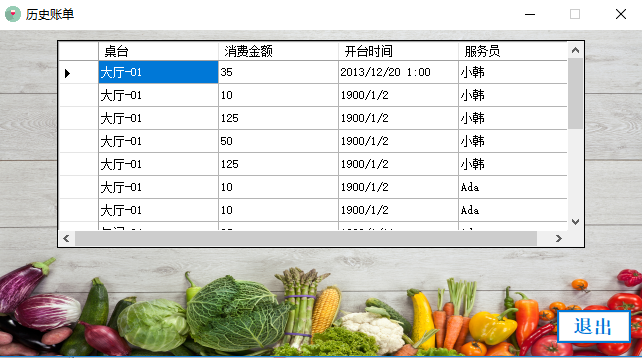 历史账单
桌台 消费金额 开台时间 服务员
大厅-01 35 2013/12/20 1:00 小韩
大厅-01 10 1900/1/2 小韩
大厅-01 125 1900/1/2 小韩
大厅-01 50 1900/1/2 小韩
大厅-01 125 1900/1/2 小韩
大厅-01 10 1900/1/2 Ada
大厅-01 10 1900/1/2 Ada
退出